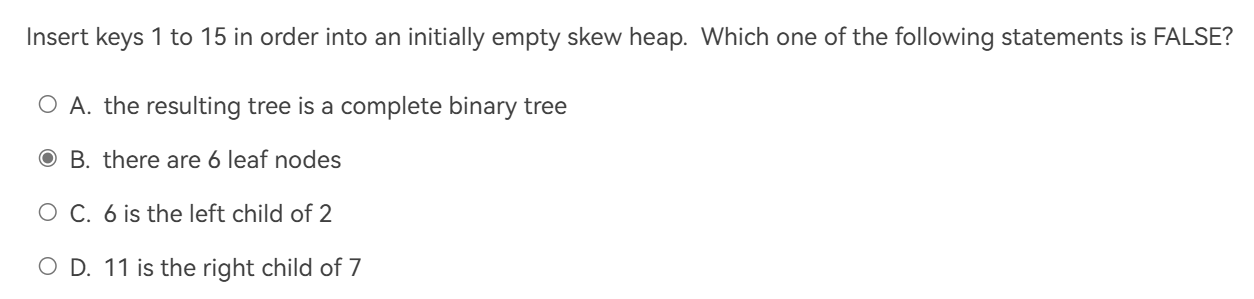 Insert keys 1 to 15 in order into an initially empty skew heap.  Which one of the following statements is FALSE?
A. the resulting tree is a complete binary tree
B. there are 6 leaf nodes
C. 6 is the left child of 2
D. 11 is the right child of 7